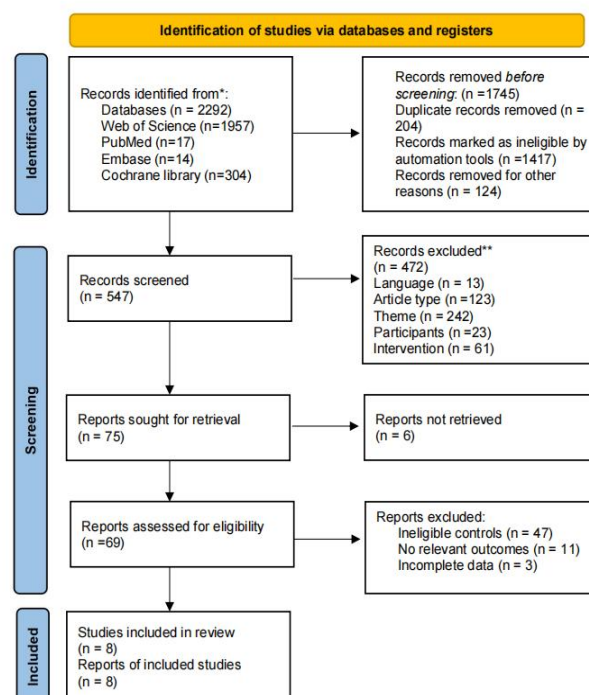 Identification of studies via databases and registers
Identification
Records identified from*:
Databases (n = 2292)
Web of Science (n=1957)
PubMed (n=17)
Embase (n=14)
Cochrane library (n=304)
Records removed before
screening: (n =1745)
Duplicate records removed (n =
204)
Records marked as ineligible by
automation tools (n =1417)
Records removed for other
reasons (n = 124)
Screening
Records screened
(n = 547)
Records excluded**
(n = 472)
Language (n = 13)
Article type (n =123)
Theme (n = 242)
Participants (n =23)
Intervention (n = 61)
Reports sought for retrieval
(n = 75)
Reports not retrieved
(n = 6)
Reports assessed for eligibility
(n =69)
Reports excluded:
Ineligible controls (n = 47)
No relevant outcomes (n = 11)
Incomplete data (n = 3)
Included
Studies included in review
(n = 8)
Reports of included studies
(n = 8)